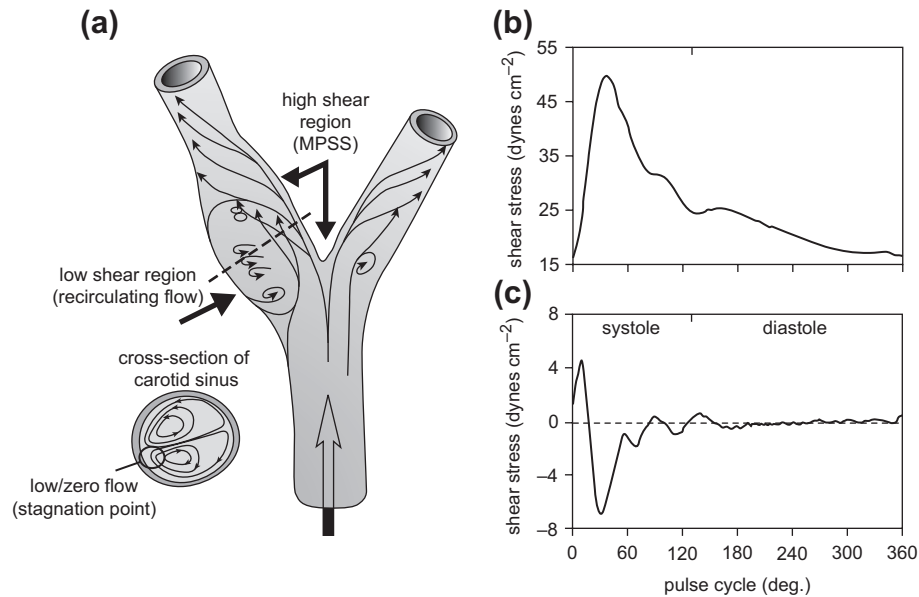 (a)
high shear
region
(MPSS)
low shear region
(recirculating flow)
cross-section of
carotid sinus
low/zero flow
(stagnation point)
(b)
shear stress (dynes cm–2)
55
45
35
25
15
(c)
shear stress (dynes cm–2)
8
4
0
–4
–8
systole
diastole
0 60 120 180 240 300 360
pulse cycle (deg.)